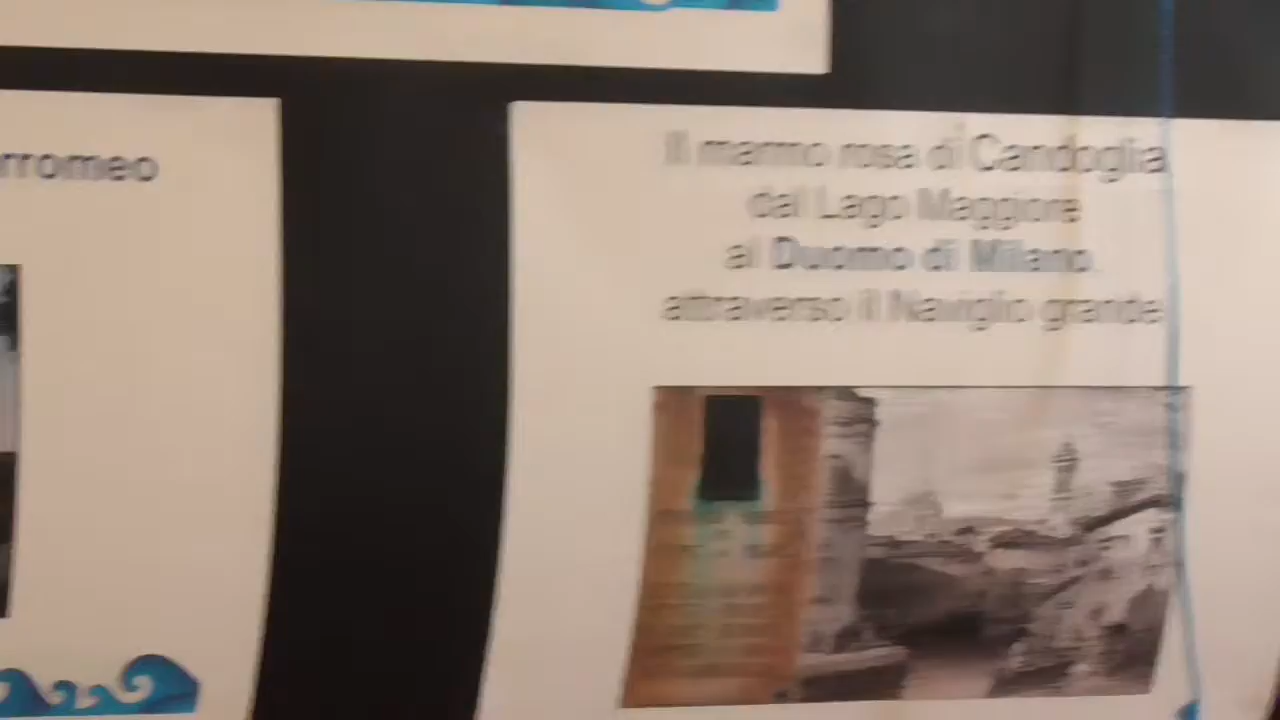 rromeo
Il marmo rosa di Candoglia
dal Lago Maggiore
al Duomo di Milano
attraverso il Naviglio grande